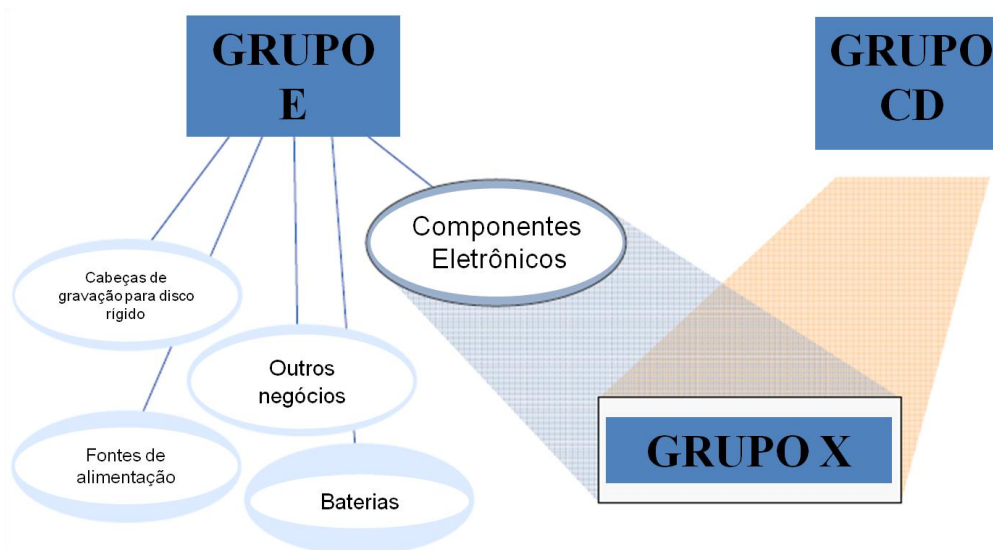 GRUPO
E
GRUPO
CD
Componentes
Eletrônicos
Cabeças de
gravação para disco
rígido
Outros
negócios
Fontes de
alimentação
Baterias
GRUPO X